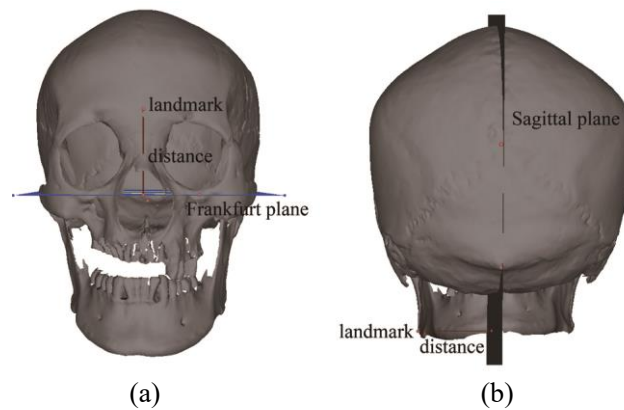 landmark
distance
Frankfurt plane
(a)
Sagittal plane
landmark
distance
(b)